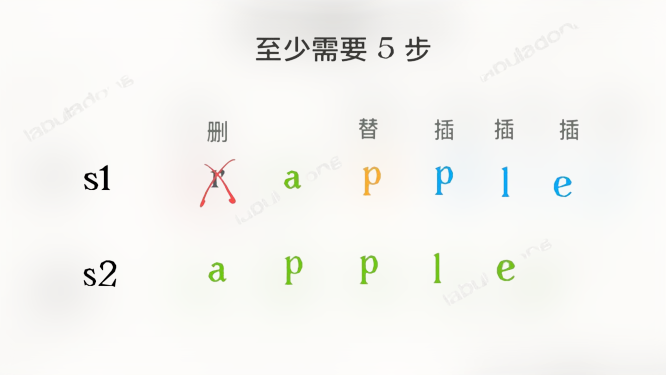 至少需要 5 步
删 替 插 插 插
s1 r a p p l e
s2 a p p l e
labuladong
labuladong
labuladong
labuladong